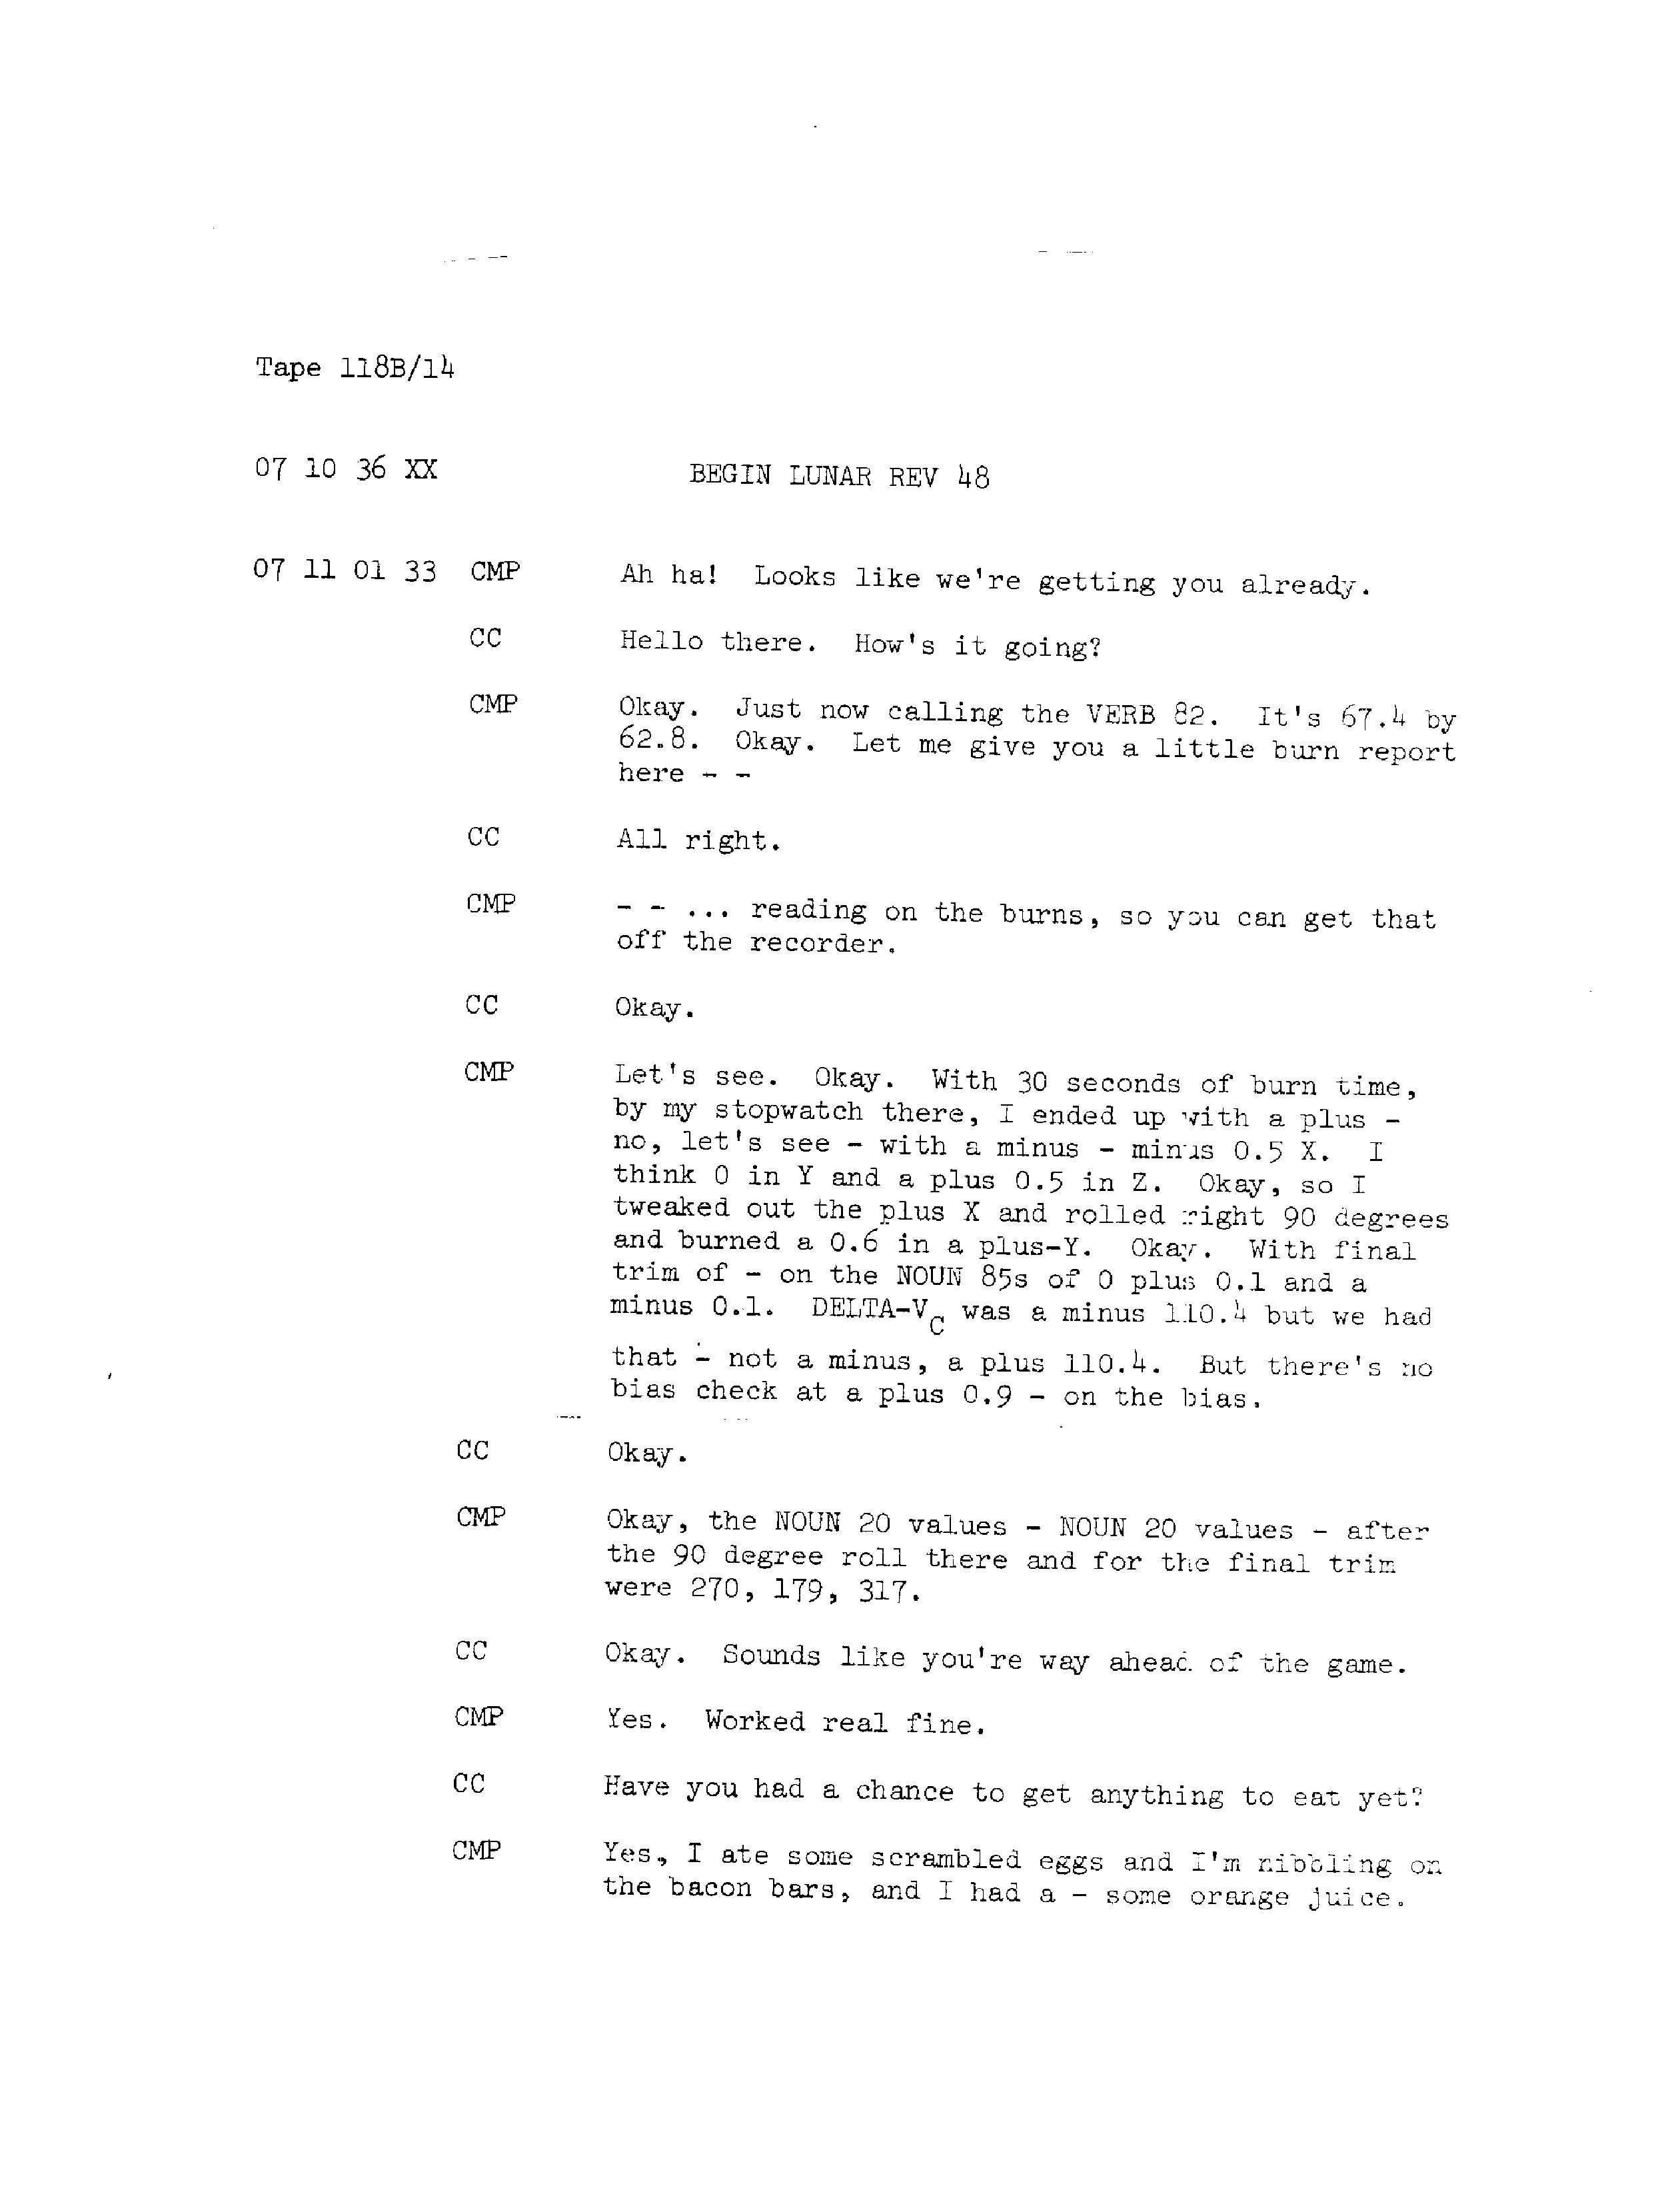 Tape 118B/14
07 10 36 XX BEGIN LUNAR REV 48
07 11 01 33 CMP Ah ha! Looks like we're getting you already.
CC Hello there. How's it going?
CMP Okay. Just now calling the VERB 82. It's 67.4 by
62.8. Okay. Let me give you a little burn report
here - -
CC All right.
CMP - - ... reading on the burns, so you can get that
off the recorder.
CC Okay.
CMP Let's see. Okay. With 30 seconds of burn time,
by my stopwatch there, I ended up with a plus -
no, let's see - with a minus - minus 0.5 X. I
think 0 in Y and a plus 0.5 in Z. Okay, so I
tweaked out the plus X and rolled right 90 degrees
and burned a 0.6 in a plus-Y. Okay. With final
trim of - on the NOUN 85s of 0 plus 0.1 and a
minus 0.1. DELTA-VC was a minus 110.4 but we had
that - not a minus, a plus 110.4. But there's no
bias check at a plus 0.9 - on the bias.
CC Okay.
CMP Okay, the NOUN 20 values - NOUN 20 values - after
the 90 degree roll there and for the final trim
were 270, 179, 317.
CC Okay. Sounds like you're way ahead of the game.
CMP Yes. Worked real fine.
CC Have you had a chance to get anything to eat yet?
CMP Yes, I ate some scrambled eggs and I'm nibbling on
the bacon bars, and I had a - some orange juice.